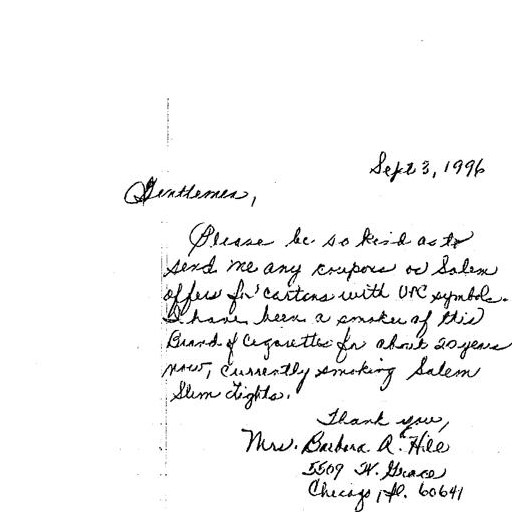 Sept 3, 1996
Gentlemen,
Please be so kind as to
send me any coupons or Salem
offers for cartons with UPC symbols.
I have been a smoker of this
Brand of Cigarettes for about 20 years
now, Currently smoking Salem
Slim Lights.
Thank you,
Mrs. Barbara A. Hill
5509 W. Grace
Chicago, Il. 60641